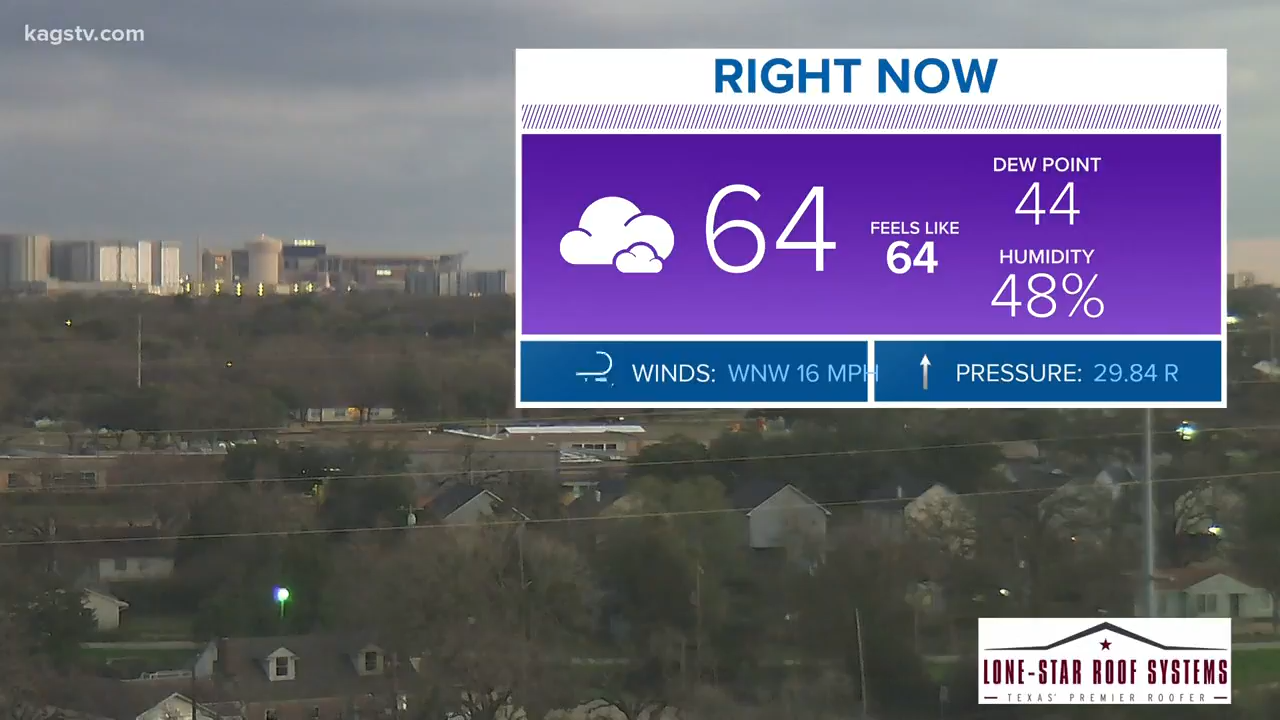 kagstv.com
RIGHT NOW
64
FEELS LIKE
64
DEW POINT
44
HUMIDITY
48%
WINDS: WNW 16 MPH
PRESSURE: 29.84 R
LONE-STAR ROOF SYSTEMS
TEXAS' PREMIER ROOFER